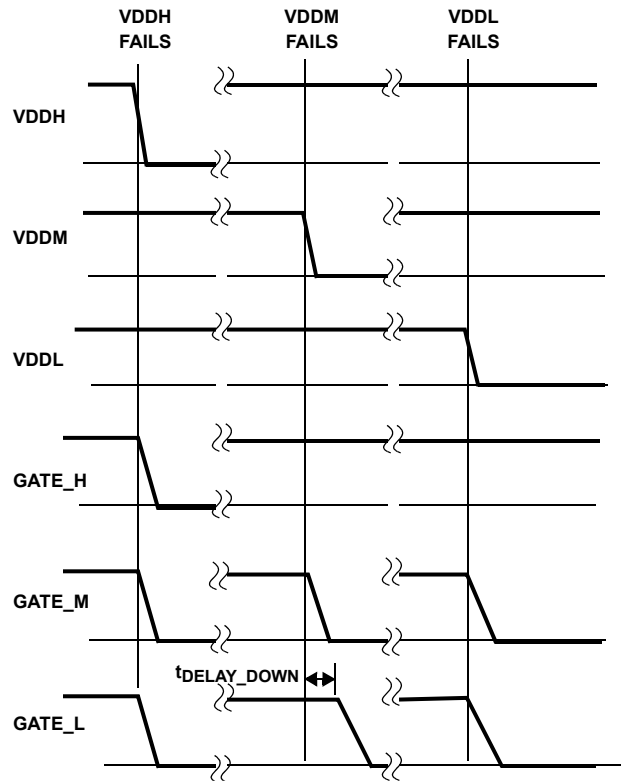 VDDH VDDM VDDL
FAILS FAILS FAILS
VDDH
VDDM
VDDL
GATE_H
GATE_M
tDELAY_DOWN
GATE_L